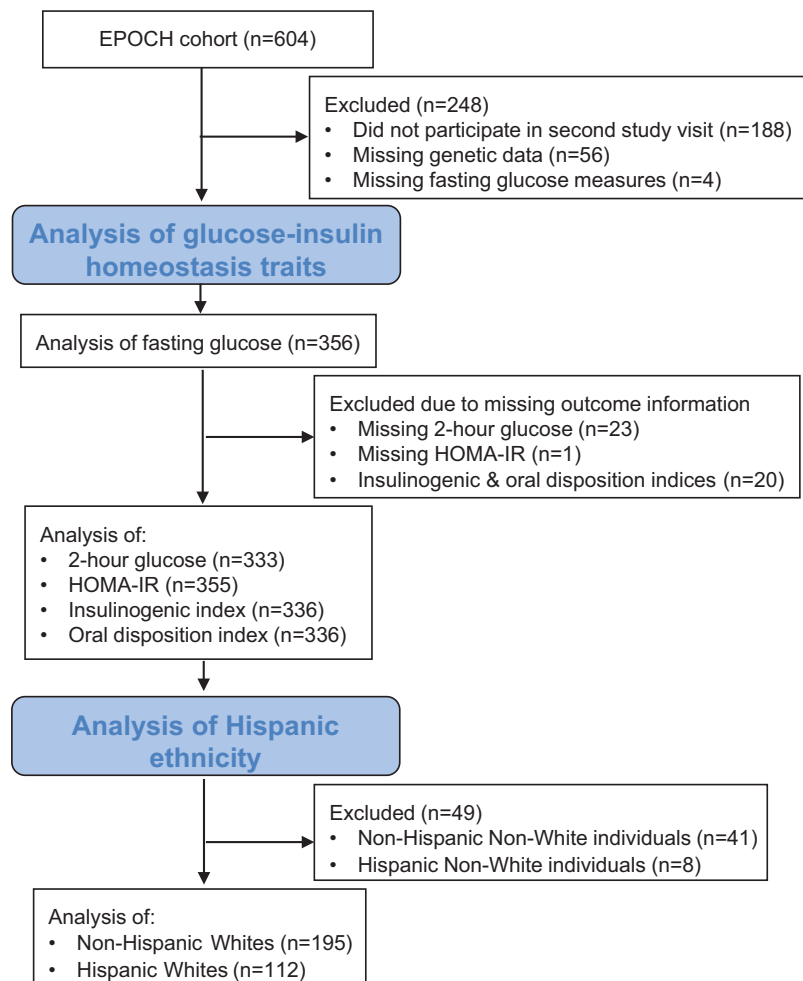 EPOCH cohort (n=604)
Excluded (n=248)
• Did not participate in second study visit (n=188)
• Missing genetic data (n=56)
• Missing fasting glucose measures (n=4)
Analysis of glucose-insulin
homeostasis traits
Analysis of fasting glucose (n=356)
Excluded due to missing outcome information
• Missing 2-hour glucose (n=23)
• Missing HOMA-IR (n=1)
• Insulinogenic & oral disposition indices (n=20)
Analysis of:
• 2-hour glucose (n=333)
• HOMA-IR (n=355)
• Insulinogenic index (n=336)
• Oral disposition index (n=336)
Analysis of Hispanic
ethnicity
Excluded (n=49)
• Non-Hispanic Non-White individuals (n=41)
• Hispanic Non-White individuals (n=8)
Analysis of:
• Non-Hispanic Whites (n=195)
• Hispanic Whites (n=112)